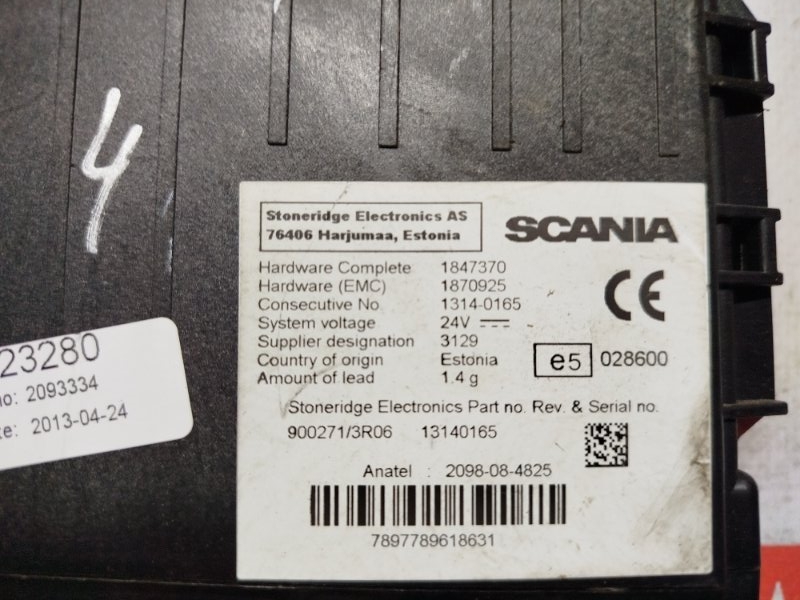 4
Stoneridge Electronics AS
76406 Harjumaa, Estonia
SCANIA
Hardware Complete 1847370
Hardware (EMC) 1870925
Consecutive No 1314-0165
System voltage 24V
Supplier designation 3129
Country of origin Estonia
Amount of lead 1.4 g
CE
e5 028600
Stoneridge Electronics Part no. Rev. & Serial no.
900271/3R06 13140165
Anatel : 2098-08-4825
7897789618631
23280
no: 2093334
te: 2013-04-24